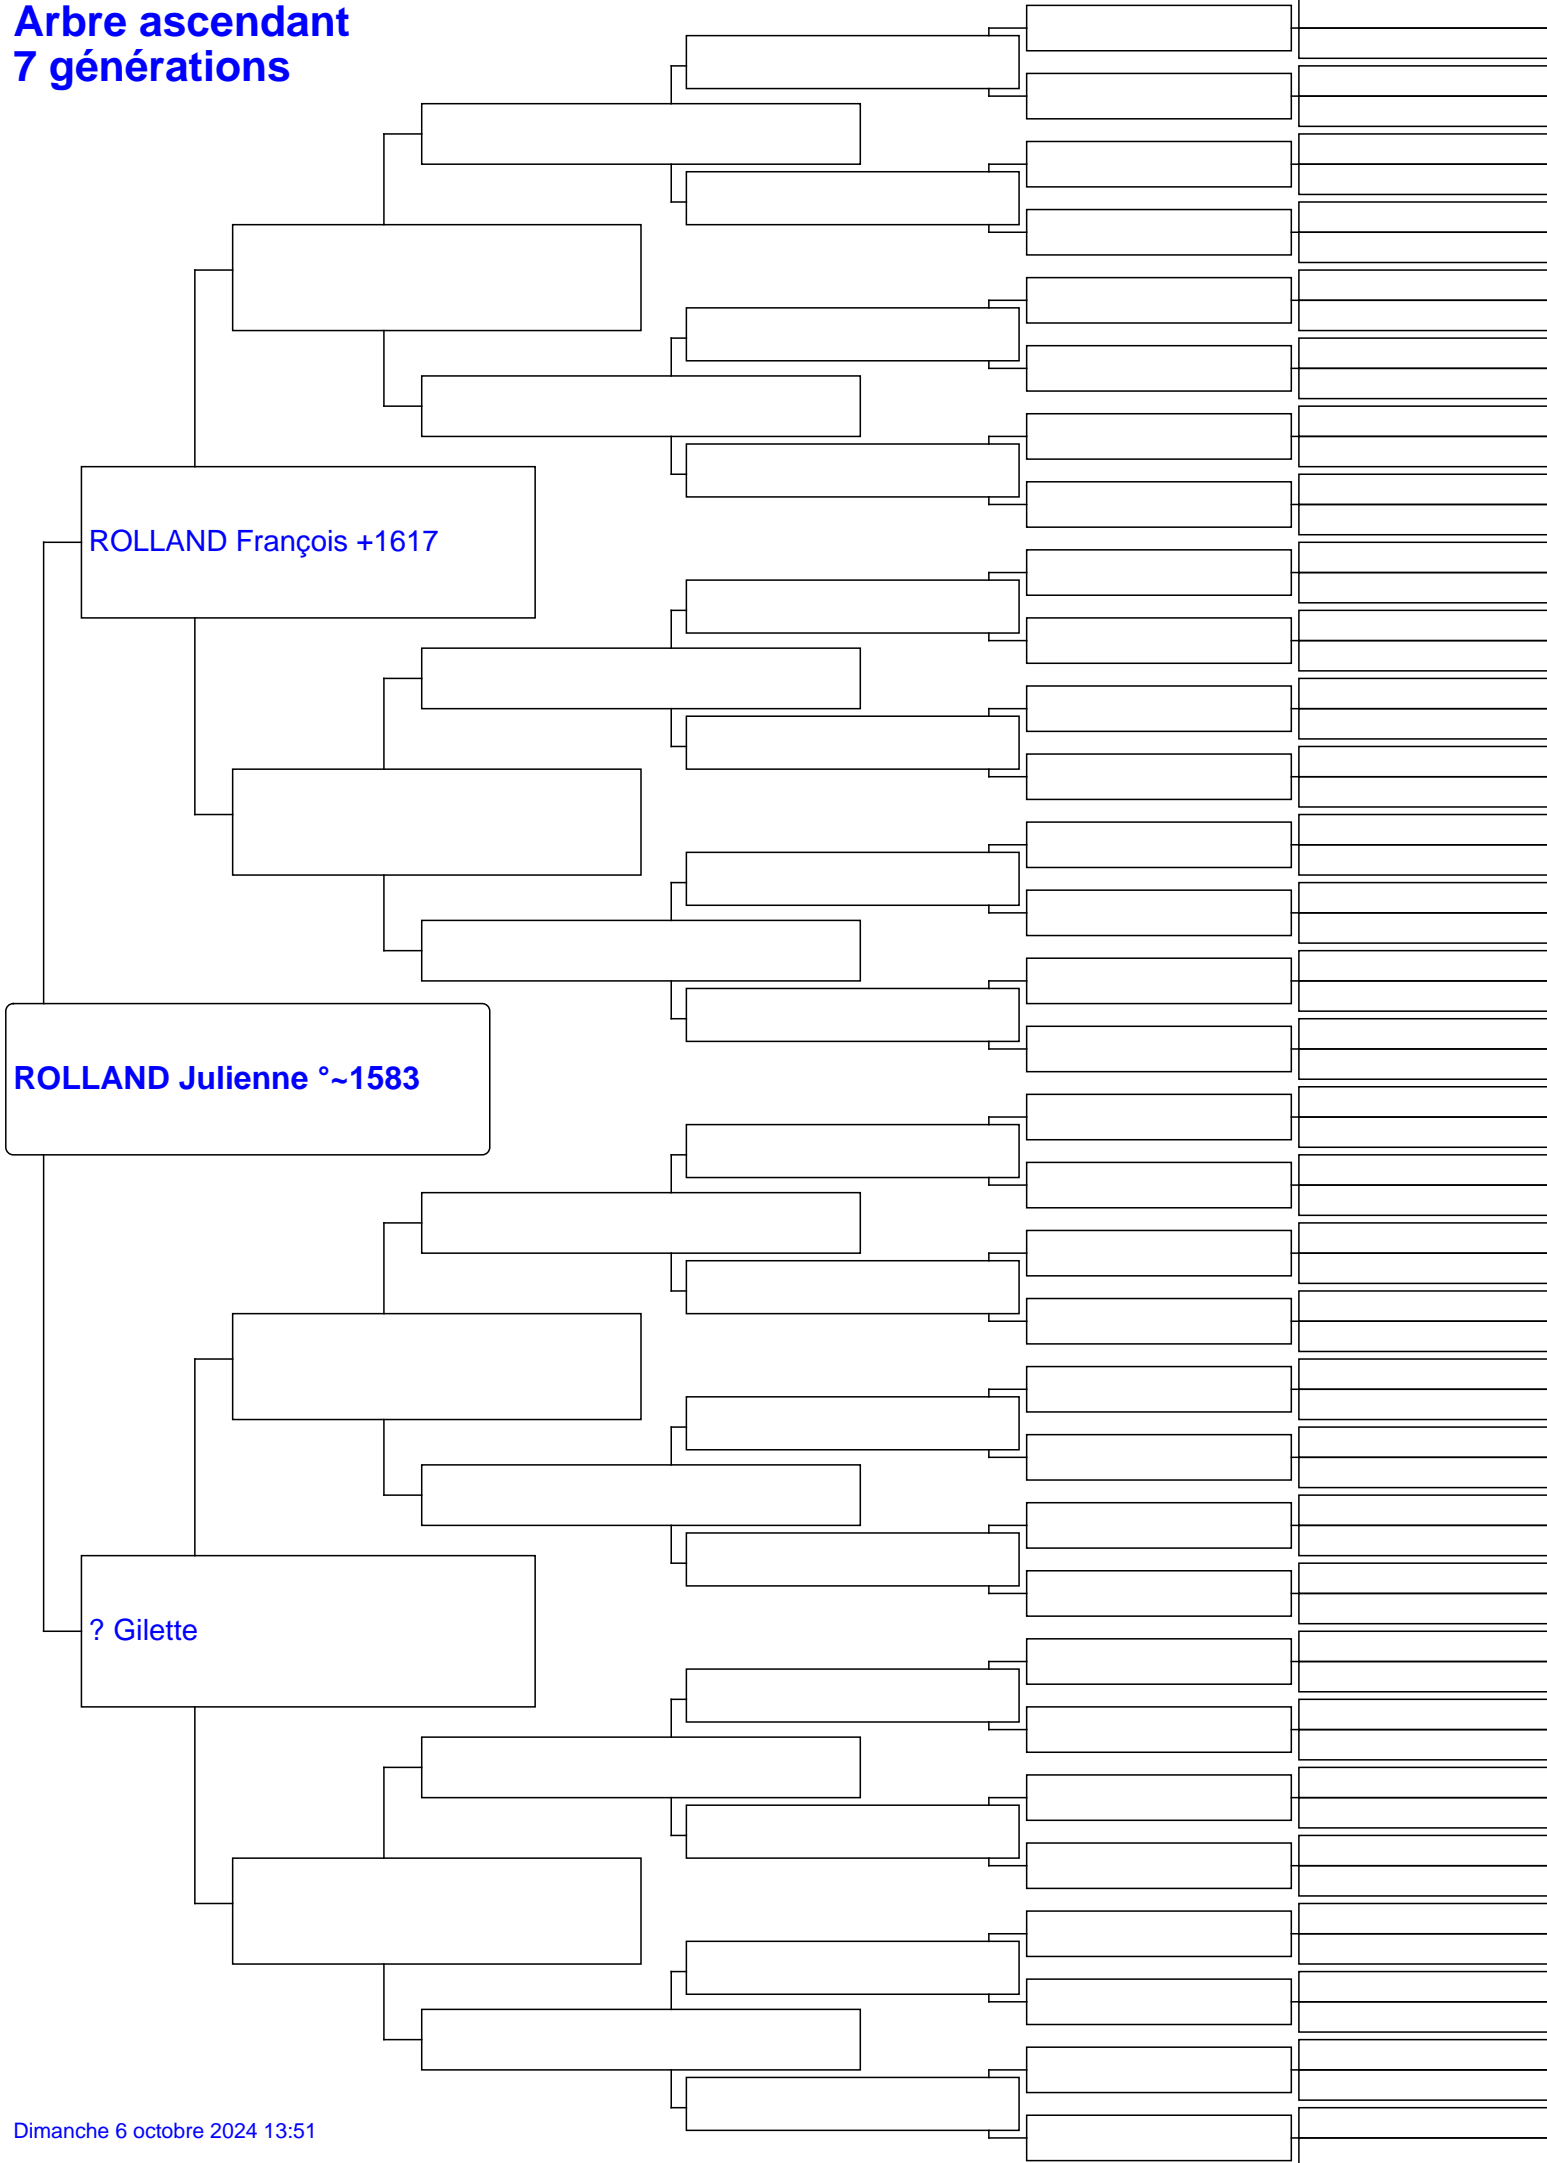 Arbre ascendant
7 générations
ROLLAND François +1617
ROLLAND Julienne °~1583
? Gilette
Dimanche 6 octobre 2024 13:51